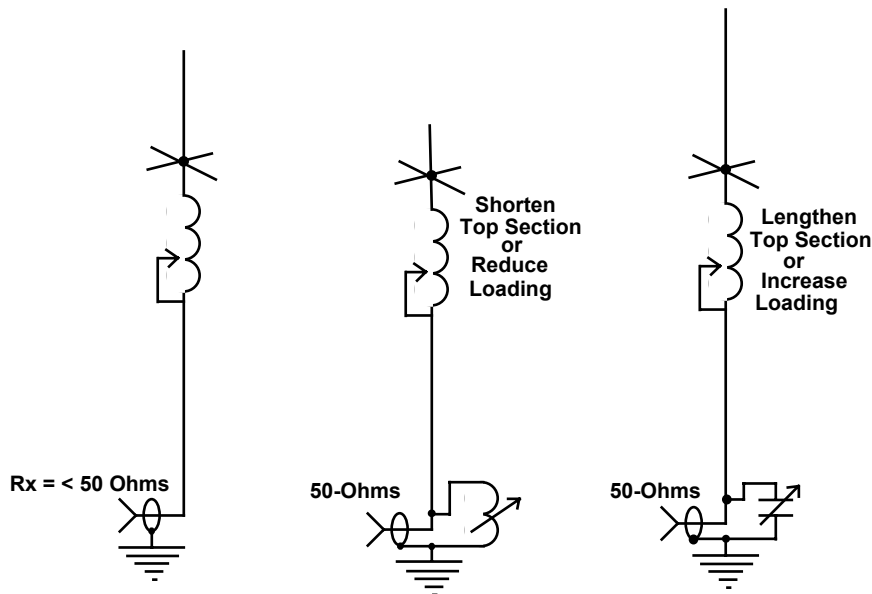 Rx = < 50 Ohms
Shorten
Top Section
or
Reduce
Loading
50-Ohms
Lengthen
Top Section
or
Increase
Loading
50-Ohms